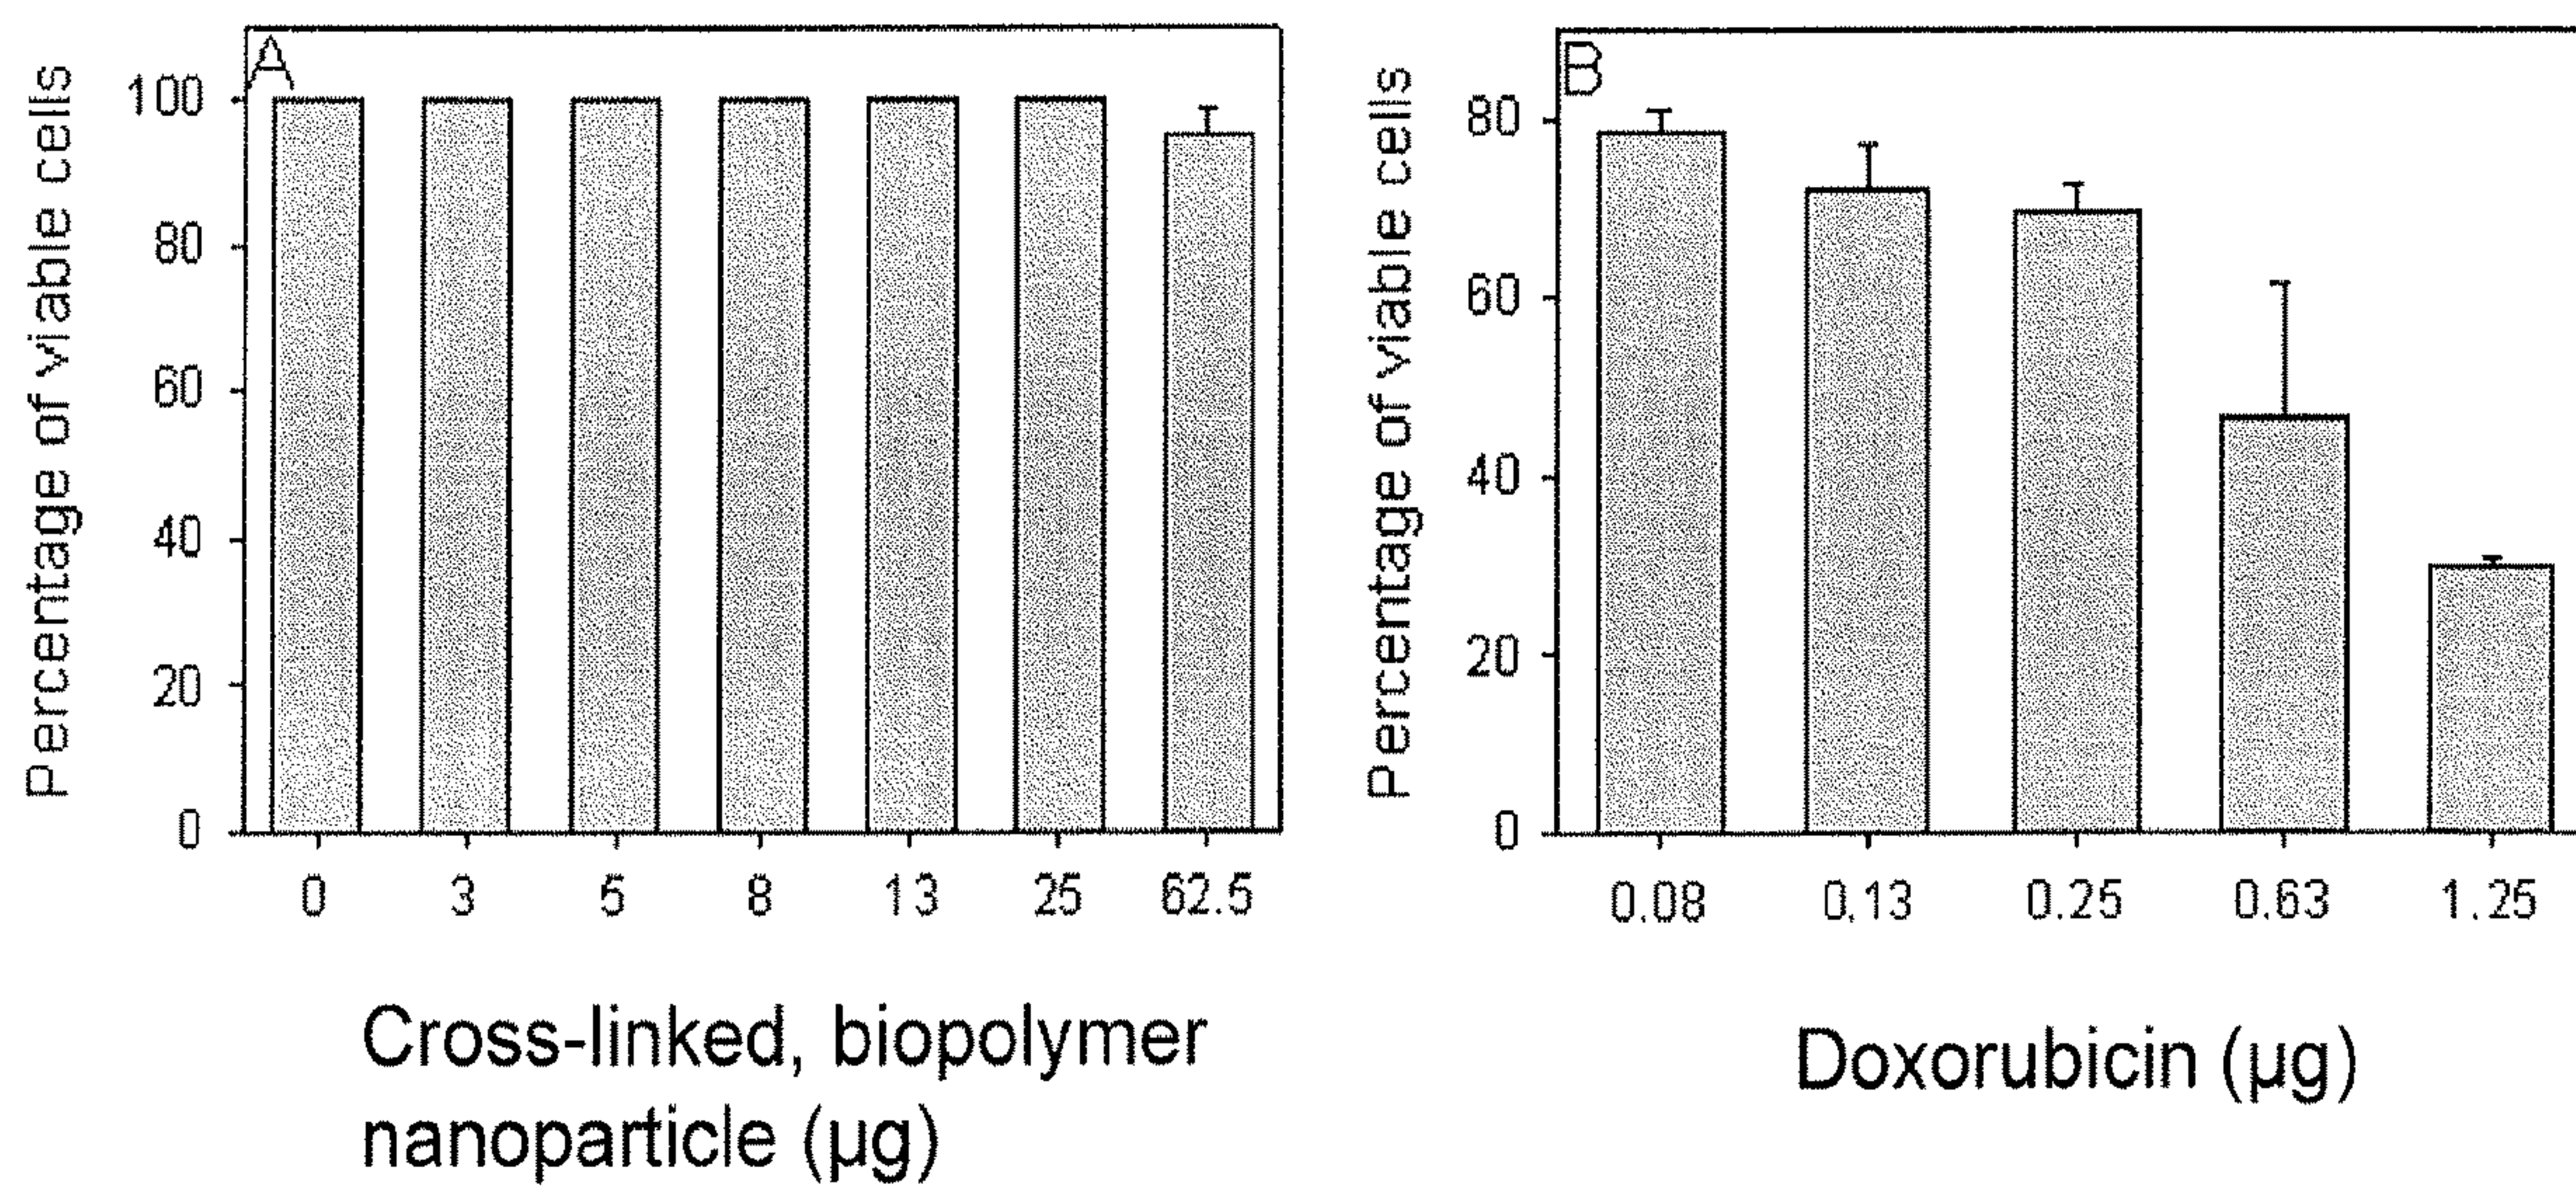 A
Percentage of viable cells
100
80
60
40
20
0
0 3 5 8 13 25 62.5
Cross-linked, biopolymer
nanoparticle (µg)
B
Percentage of viable cells
80
60
40
20
0
0.08 0.13 0.25 0.63 1.25
Doxorubicin (µg)